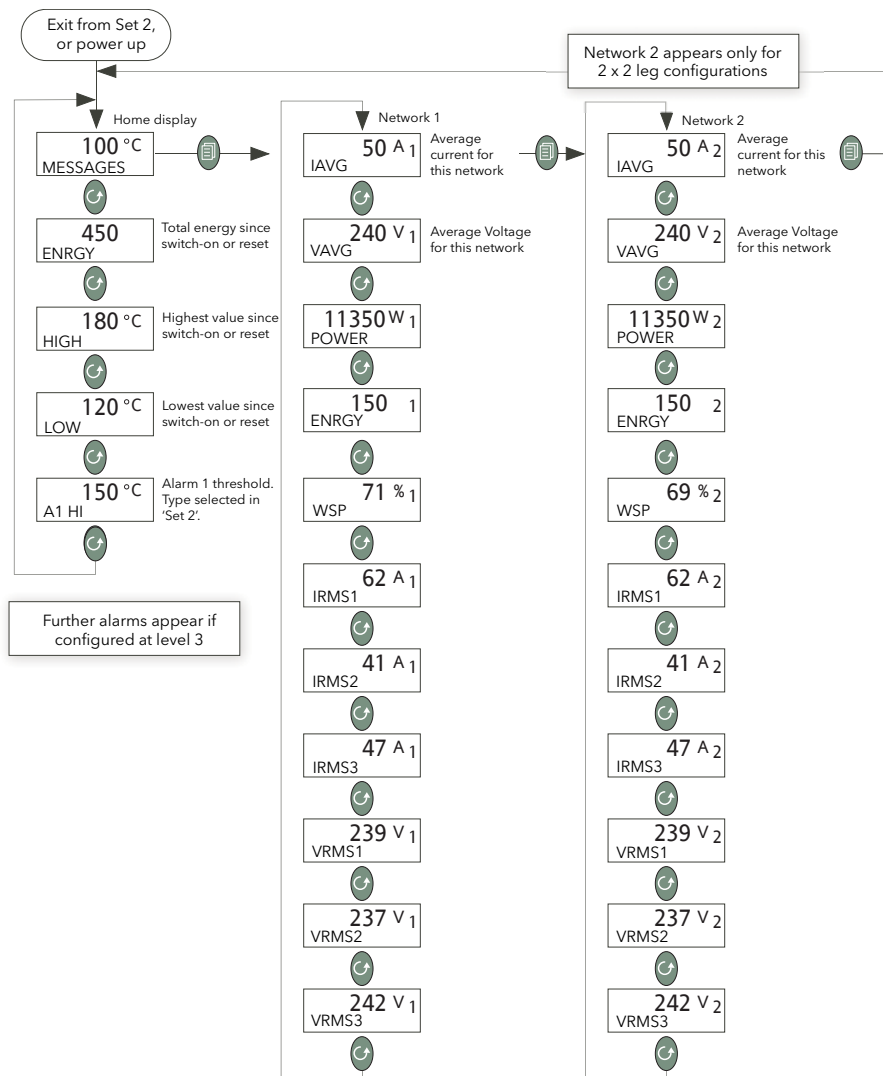 Exit from Set 2,
or power up
Network 2 appears only for
2 x 2 leg configurations
Home display
100 °C
MESSAGES
450
ENRGY
Total energy since
switch-on or reset
180 °C
HIGH
Highest value since
switch-on or reset
120 °C
LOW
Lowest value since
switch-on or reset
150 °C
A1 HI
Alarm 1 threshold.
Type selected in
‘Set 2’.
Further alarms appear if
configured at level 3
Network 1
50 A 1
IAVG
Average
current for
this network
240 V 1
VAVG
Average Voltage
for this network
11350 W 1
POWER
150 1
ENRGY
71 % 1
WSP
62 A 1
IRMS1
41 A 1
IRMS2
47 A 1
IRMS3
239 V 1
VRMS1
237 V 1
VRMS2
242 V 1
VRMS3
Network 2
50 A 2
IAVG
Average
current for this
network
240 V 2
VAVG
Average Voltage
for this network
11350 W 2
POWER
150 2
ENRGY
69 % 2
WSP
62 A 2
IRMS1
41 A 2
IRMS2
47 A 2
IRMS3
239 V 2
VRMS1
237 V 2
VRMS2
242 V 2
VRMS3